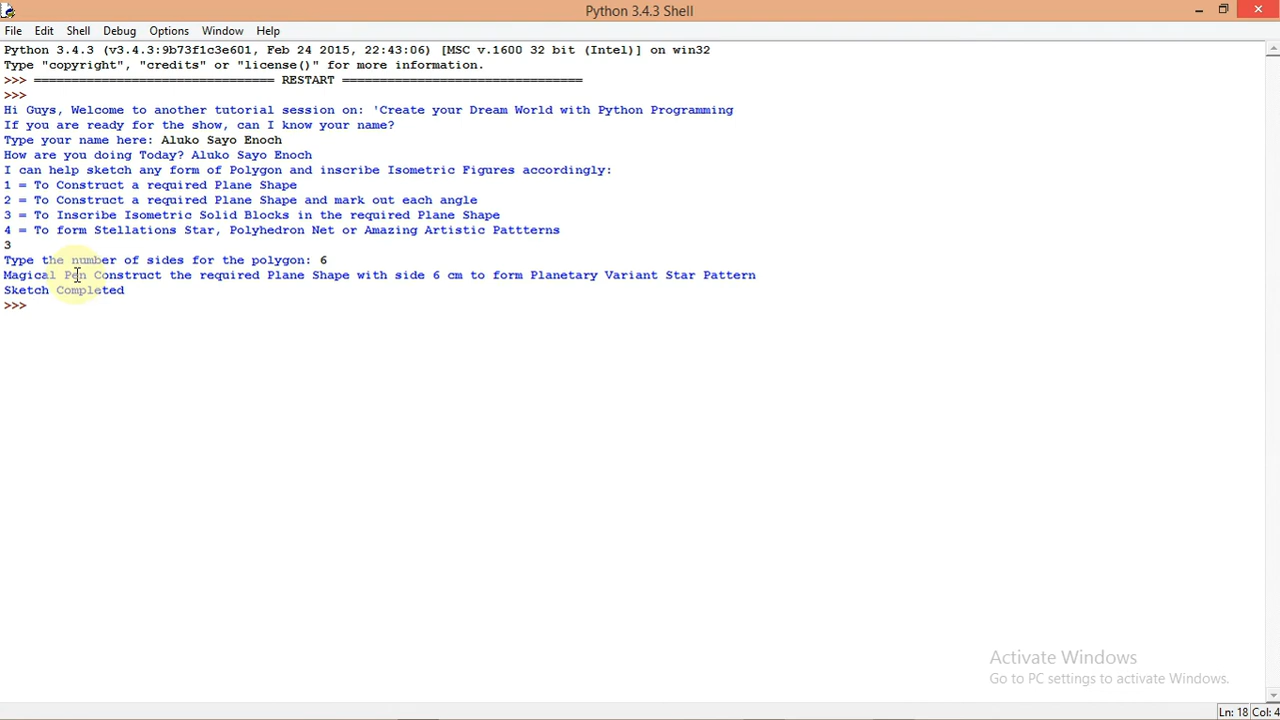 Python 3.4.3 Shell
File Edit Shell Debug Options Window Help
Python 3.4.3 (v3.4.3:9b73f1c3e601, Feb 24 2015, 22:43:06) [MSC v.1600 32 bit (Intel)] on win32
Type "copyright", "credits" or "license()" for more information.
>>> ================================ RESTART ================================
>>>
Hi Guys, Welcome to another tutorial session on: 'Create your Dream World with Python Programming
If you are ready for the show, can I know your name?
Type your name here: Aluko Sayo Enoch
How are you doing Today? Aluko Sayo Enoch
I can help sketch any form of Polygon and inscribe Isometric Figures accordingly:
1 = To Construct a required Plane Shape
2 = To Construct a required Plane Shape and mark out each angle
3 = To Inscribe Isometric Solid Blocks in the required Plane Shape
4 = To form Stellations Star, Polyhedron Net or Amazing Artistic Pattterns
3
Type the number of sides for the polygon: 6
Magical Pen Construct the required Plane Shape with side 6 cm to form Planetary Variant Star Pattern
Sketch Completed
>>>
Activate Windows
Go to PC settings to activate Windows.
Ln: 18 Col: 4